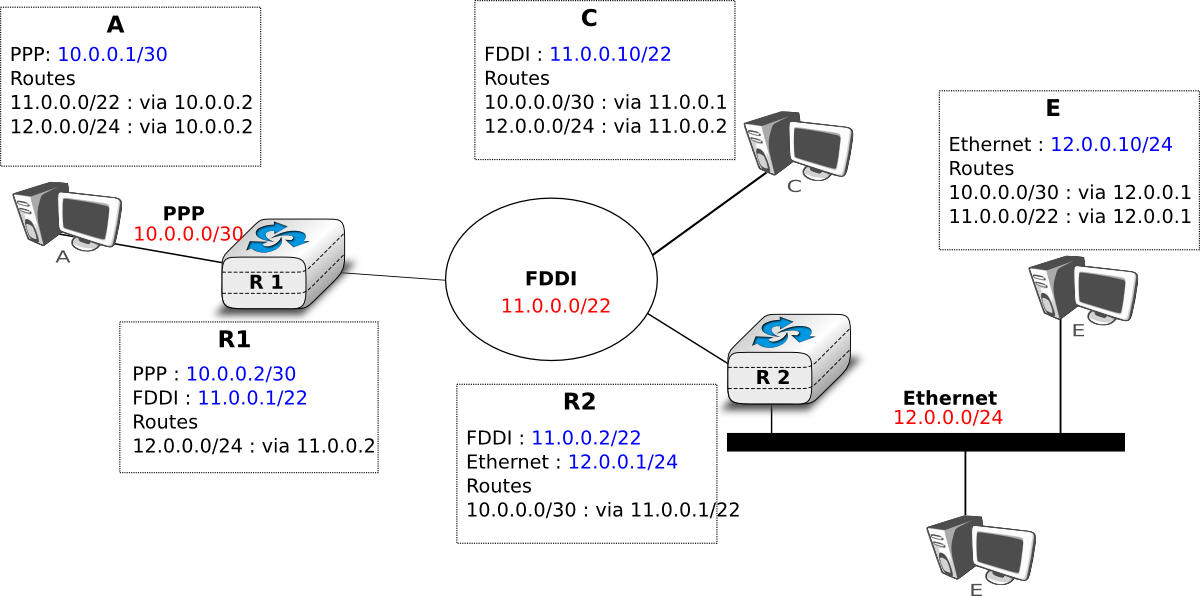 A
PPP: 10.0.0.1/30
Routes
11.0.0.0/22 : via 10.0.0.2
12.0.0.0/24 : via 10.0.0.2
C
FDDI : 11.0.0.10/22
Routes
10.0.0.0/30 : via 11.0.0.1
12.0.0.0/24 : via 11.0.0.2
E
Ethernet : 12.0.0.10/24
Routes
10.0.0.0/30 : via 12.0.0.1
11.0.0.0/22 : via 12.0.0.1
A
PPP
10.0.0.0/30
R 1
FDDI
11.0.0.0/22
C
R 2
E
R1
PPP : 10.0.0.2/30
FDDI : 11.0.0.1/22
Routes
12.0.0.0/24 : via 11.0.0.2
R2
FDDI : 11.0.0.2/22
Ethernet : 12.0.0.1/24
Routes
10.0.0.0/30 : via 11.0.0.1/22
Ethernet
12.0.0.0/24
E